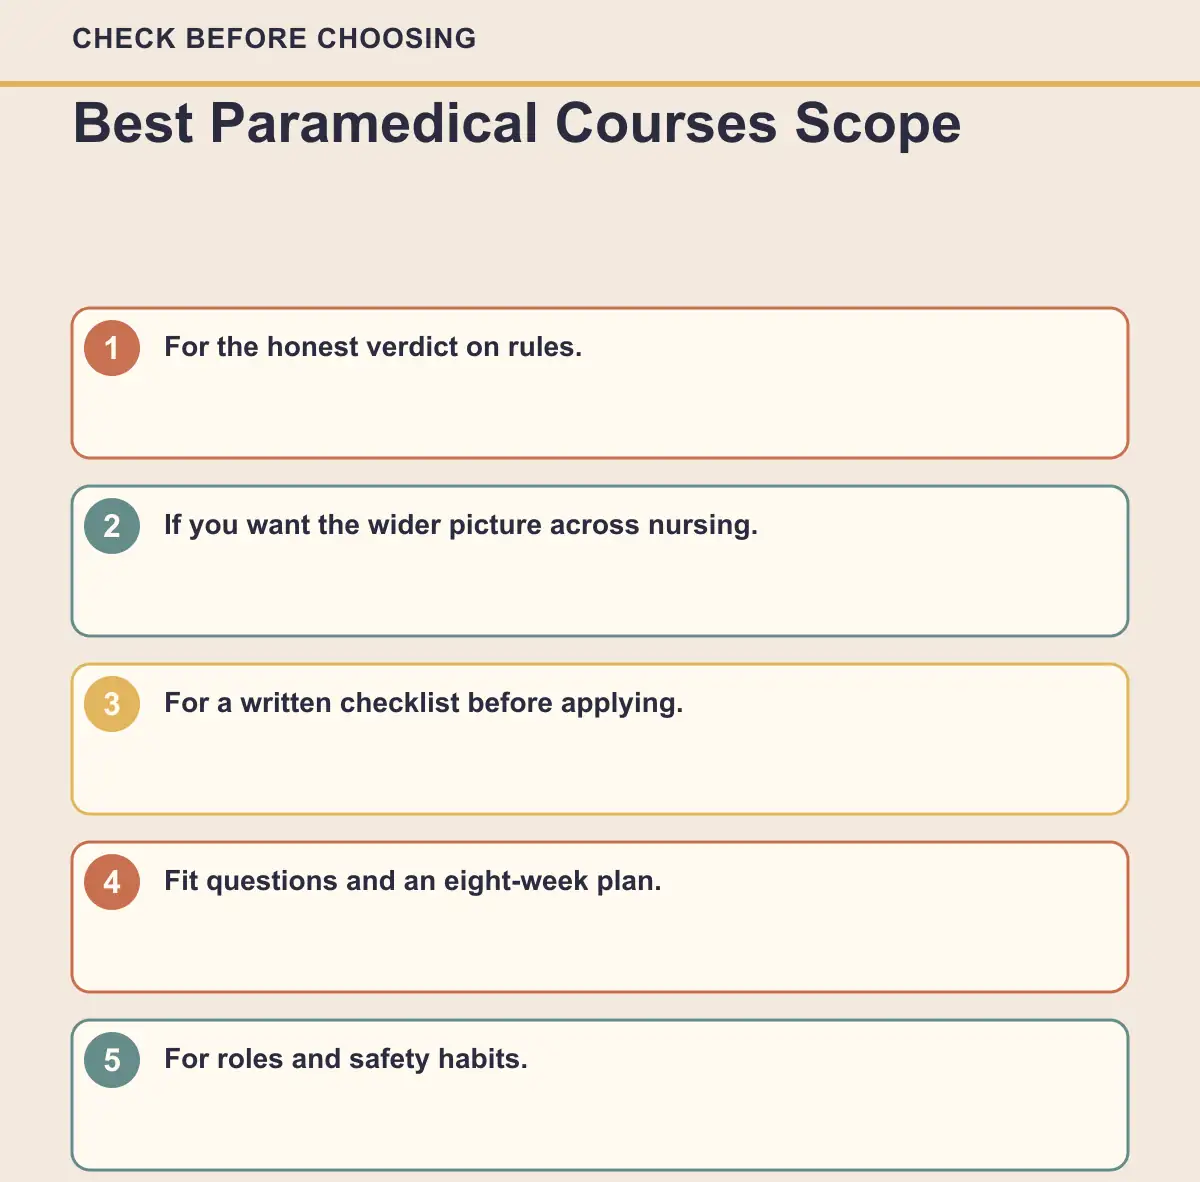 CHECK BEFORE CHOOSING
Best Paramedical Courses Scope
1 For the honest verdict on rules.
2 If you want the wider picture across nursing.
3 For a written checklist before applying.
4 Fit questions and an eight-week plan.
5 For roles and safety habits.